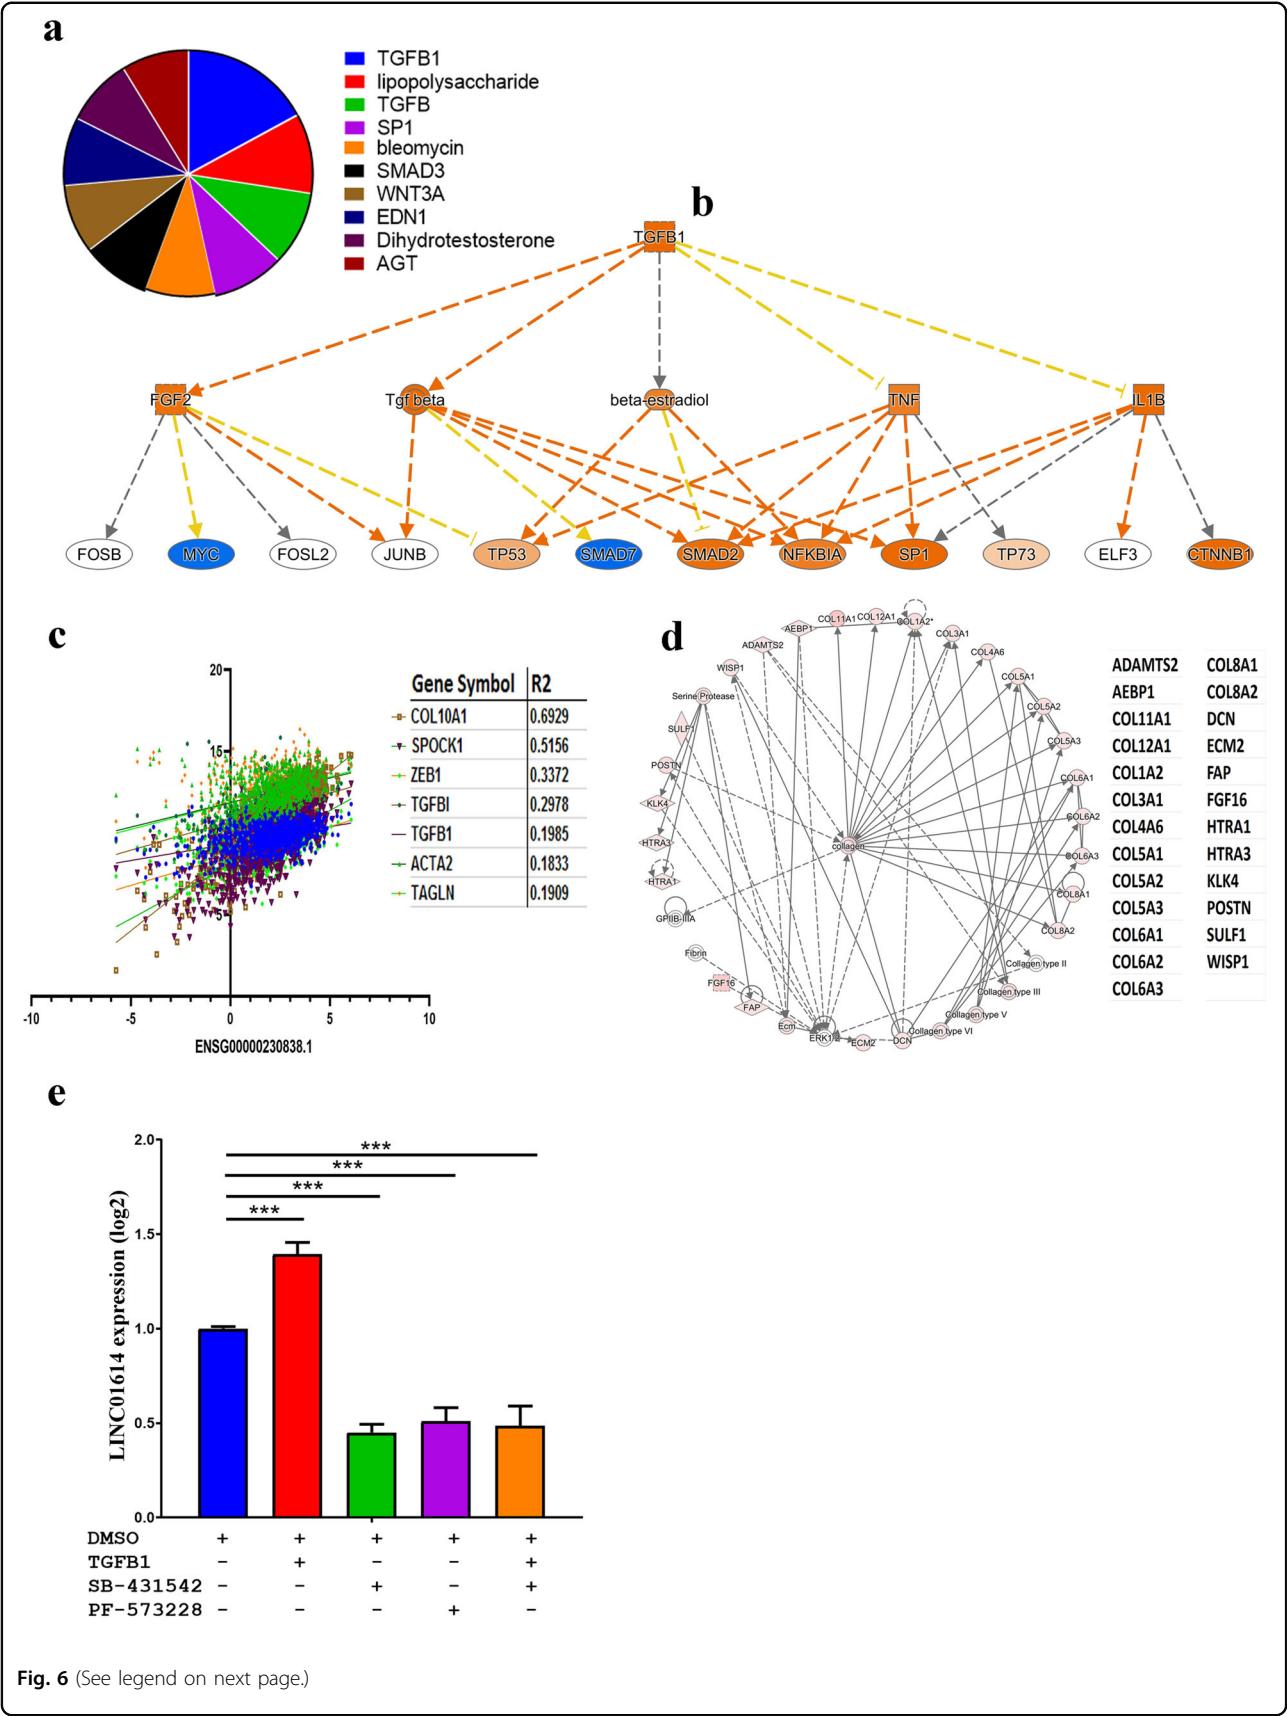 a
TGFB1
lipopolysaccharide
TGFB
SP1
bleomycin
SMAD3
WNT3A
EDN1
Dihydrotestosterone
AGT
b
TGFB1
FGF2 Tgf beta beta-estradiol TNF IL1B
FOSB MYC FOSL2 JUNB TP53 SMAD7 SMAD2 NFKBIA SP1 TP73 ELF3 CTNNB1
c
20
15
5
-10 -5 0 5 10
ENSG00000230838.1
Gene Symbol R2
COL10A1 0.6929
SPOCK1 0.5156
ZEB1 0.3372
TGFBI 0.2978
TGFB1 0.1985
ACTA2 0.1833
TAGLN 0.1909
d
AEBP1
COL11A1
COL12A1
COL1A2*
COL3A1
COL4A6
COL5A1
COL5A2
COL5A3
COL6A1
COL6A2
COL6A3
COL8A1
COL8A2
Collagen type II
Collagen type III
Collagen type V
Collagen type VI
DCN
ECM2
ERK1/2
Ecm
FAP
FGF16
Fibrin
GPIIB-IIIA
HTRA1
HTRA3
KLK4
POSTN
SULF1
Serine Protease
WISP1
ADAMTS2
collagen
ADAMTS2 COL8A1
AEBP1 COL8A2
COL11A1 DCN
COL12A1 ECM2
COL1A2 FAP
COL3A1 FGF16
COL4A6 HTRA1
COL5A1 HTRA3
COL5A2 KLK4
COL5A3 POSTN
COL6A1 SULF1
COL6A2 WISP1
COL6A3
e
LINC01614 expression (log2)
2.0
1.5
1.0
0.5
0.0
***
***
***
***
DMSO + + + + +
TGFB1 - + - - +
SB-431542 - - + - +
PF-573228 - - - + -
Fig. 6 (See legend on next page.)